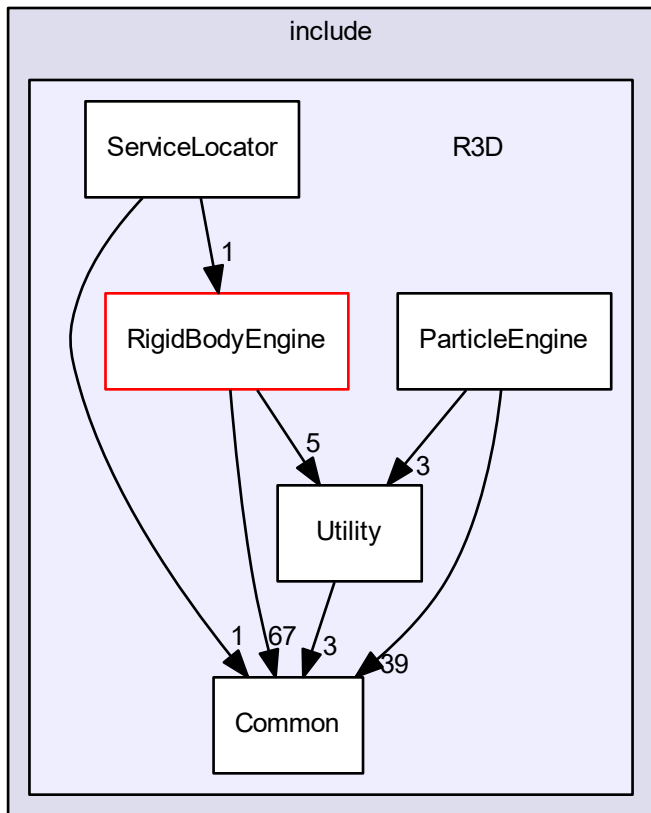 include
ServiceLocator
R3D
1
RigidBodyEngine
ParticleEngine
5
3
Utility
1
67
3
39
Common